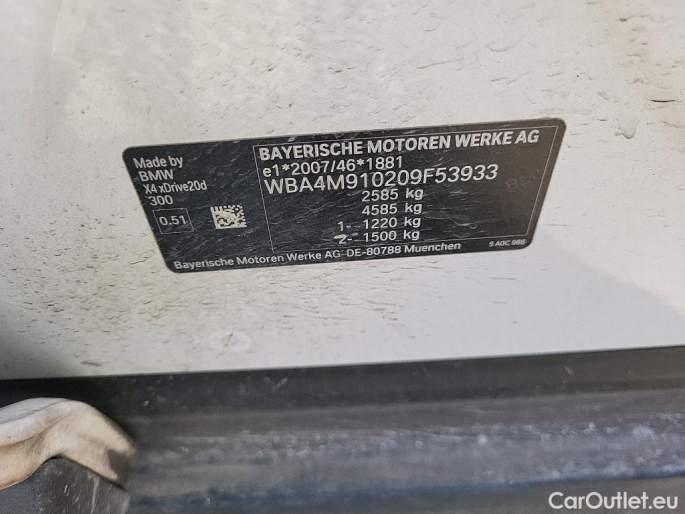 BAYERISCHE MOTOREN WERKE AG
e1*2007/46*1881
WBA4M910209F53933
2585 kg
4585 kg
1- 1220 kg
2- 1500 kg
Made by
BMW
X4 xDrive20d
300
0.51
Bayerische Motoren Werke AG DE-80788 Muenchen
CarOutlet.eu